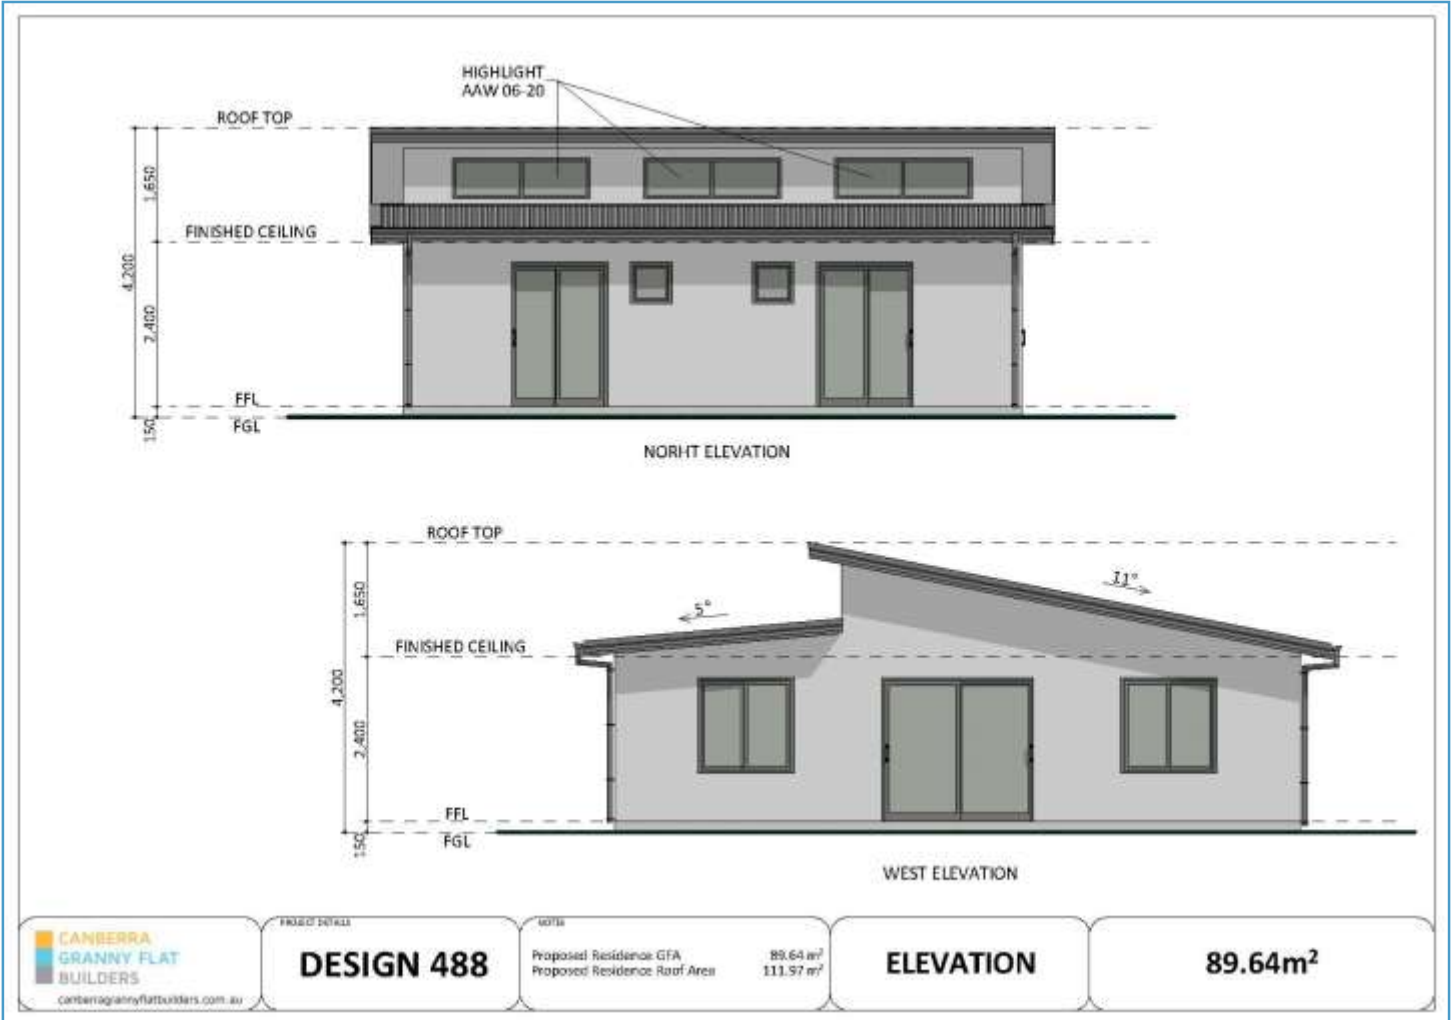 HIGHLIGHT
AAW 06-20
ROOF TOP
1,650
FINISHED CEILING
4,200
2,400
FFL
150
FGL
NORHT ELEVATION
ROOF TOP
11°
5°
1,650
FINISHED CEILING
4,200
2,400
FFL
150
FGL
WEST ELEVATION
CANBERRA
GRANNY FLAT
BUILDERS
canberragrannyflatbuilders.com.au
PROJECT DETAILS
DESIGN 488
NOTES
Proposed Residence GFA 89.64 m²
Proposed Residence Roof Area 111.97 m²
ELEVATION
89.64m²